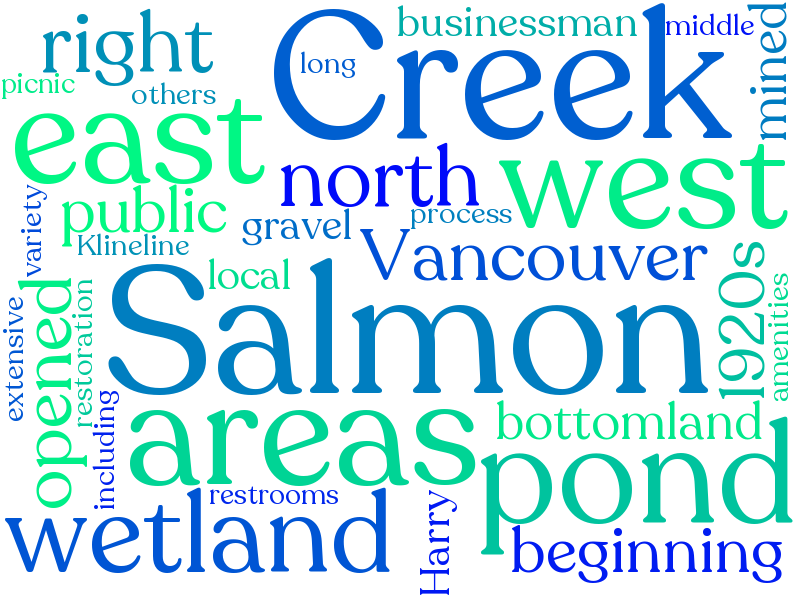 right
businessman
middle
mined
Creek
long
picnic
others
east
north
west
public
variety
gravel
process
Klineline
Vancouver
local
1920s
Salmon
amenities
opened
restoration
extensive
including
areas
bottomland
pond
restrooms
wetland
Harry
beginning